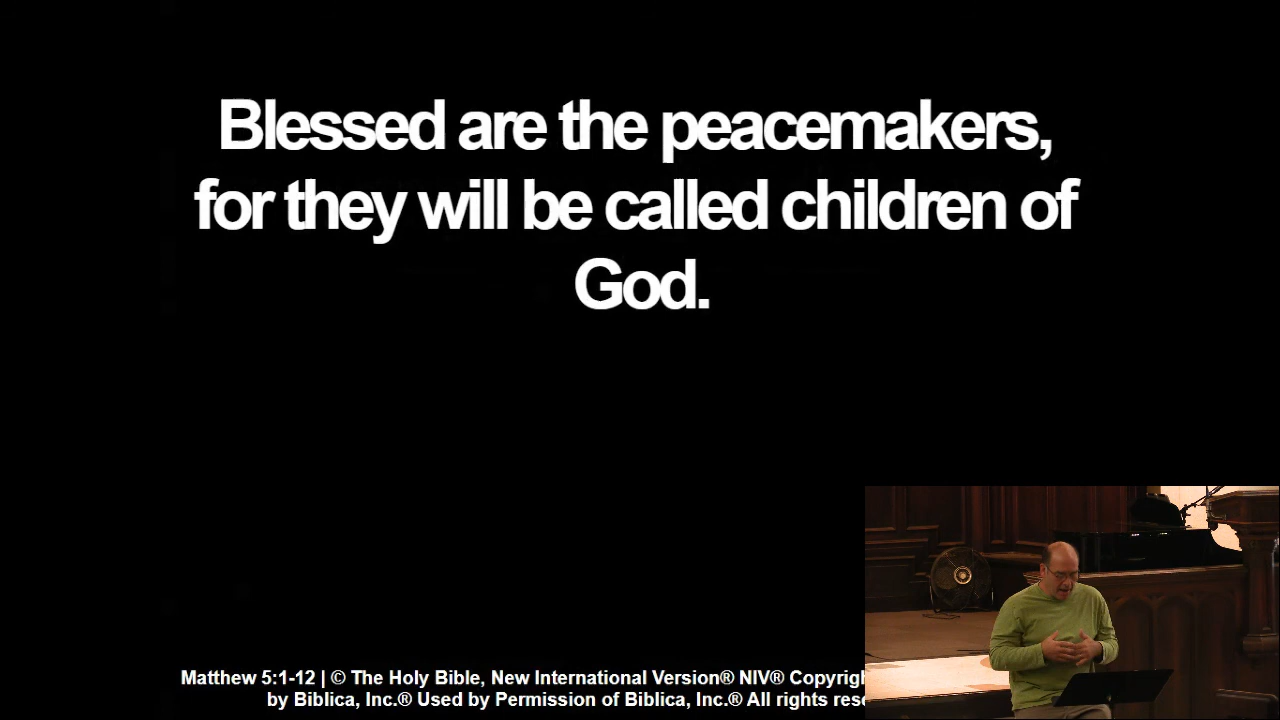 Blessed are the peacemakers,
for they will be called children of
God.
Matthew 5:1-12 | © The Holy Bible, New International Version® NIV® Copyrigh
by Biblica, Inc.® Used by Permission of Biblica, Inc.® All rights rese